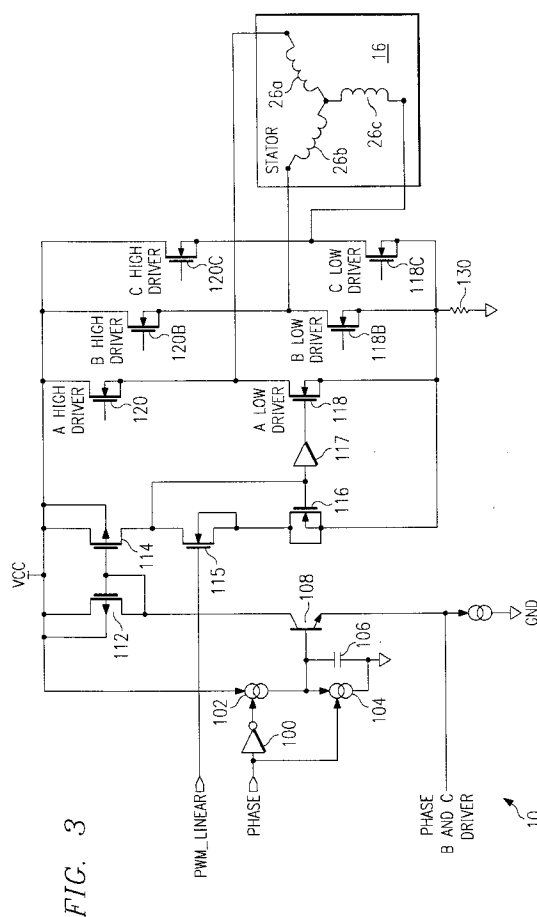 FIG. 3
VCC
112
114
PWM_LINEAR
115
PHASE
100
102
104
106
108
116
117
A HIGH
DRIVER
120
B HIGH
DRIVER
120B
C HIGH
DRIVER
120C
A LOW
DRIVER
118
B LOW
DRIVER
118B
C LOW
DRIVER
118C
130
STATOR
26a
26b
26c
16
PHASE
B AND C
DRIVER
GND
10